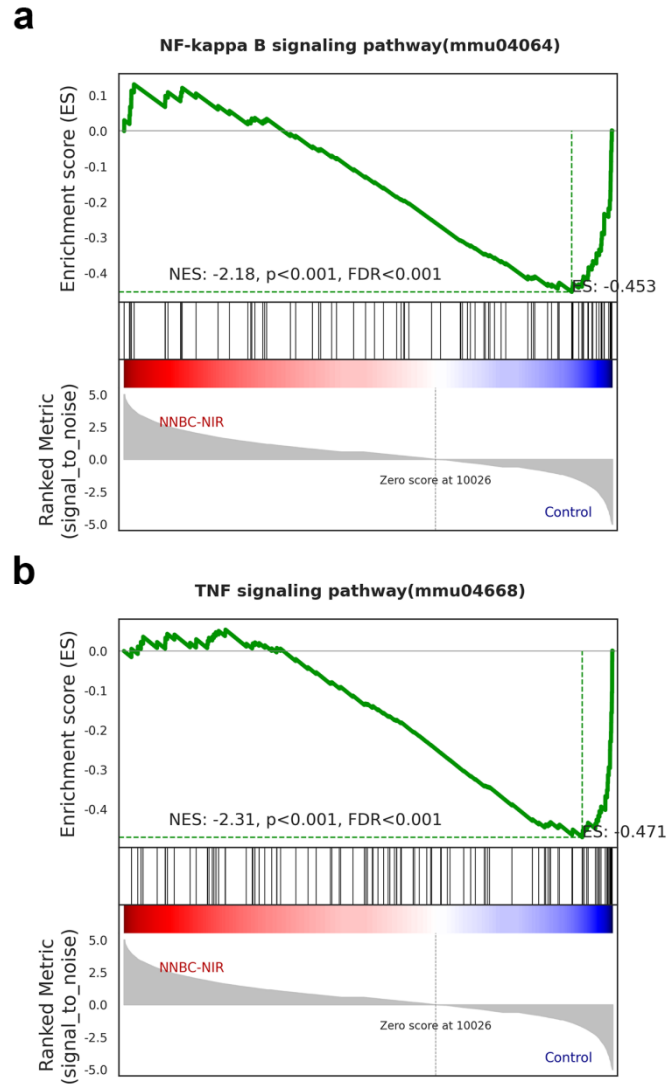 a
NF-kappa B signaling pathway(mmu04064)
Enrichment score (ES)
0.1
0.0
-0.1
-0.2
-0.3
-0.4
NES: -2.18, p<0.001, FDR<0.001
ES: -0.453
Ranked Metric
(signal_to_noise)
5.0
2.5
0.0
-2.5
-5.0
NNBC-NIR
Zero score at 10026
Control
b
TNF signaling pathway(mmu04668)
Enrichment score (ES)
0.0
-0.1
-0.2
-0.3
-0.4
NES: -2.31, p<0.001, FDR<0.001
ES: -0.471
Ranked Metric
(signal_to_noise)
5.0
2.5
0.0
-2.5
-5.0
NNBC-NIR
Zero score at 10026
Control